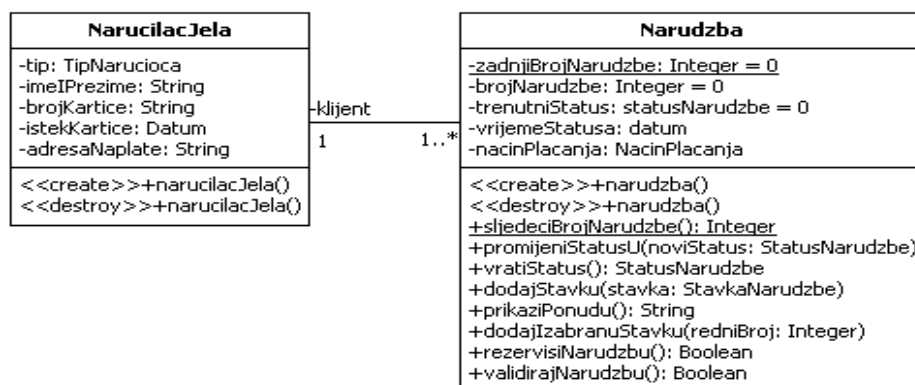 NarucilacJela
-tip: TipNarucioca
-imeIPrezime: String
-brojKartice: String
-istekKartice: Datum
-adresaNaplate: String
<<create>>+narucilacJela()
<<destroy>>+narucilacJela()
-klijent
1
1..*
Narudzba
-zadnjiBrojNarudzbe: Integer = 0
-brojNarudzbe: Integer = 0
-trenutniStatus: statusNarudzbe = 0
-vrijemeStatusa: datum
-nacinPlacanja: NacinPlacanja
<<create>>+narudzba()
<<destroy>>+narudzba()
+sljedeciBrojNarudzbe(): Integer
+promijeniStatusU(noviStatus: StatusNarudzbe)
+vratiStatus(): StatusNarudzbe
+dodajStavku(stavka: StavkaNarudzbe)
+prikaziPonudu(): String
+dodajIzabranuStavku(redniBroj: Integer)
+rezervisiNarudzbu(): Boolean
+validirajNarudzbu(): Boolean